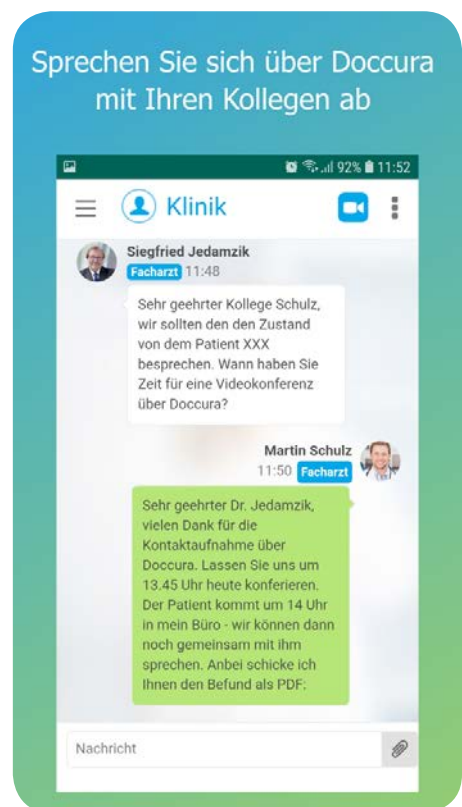 Sprechen Sie sich über Doccura
mit Ihren Kollegen ab
92% 11:52
Klinik
Siegfried Jedamzik
Facharzt 11:48
Sehr geehrter Kollege Schulz,
wir sollten den den Zustand
von dem Patient XXX
besprechen. Wann haben Sie
Zeit für eine Videokonferenz
über Doccura?
Martin Schulz
11:50 Facharzt
Sehr geehrter Dr. Jedamzik,
vielen Dank für die
Kontaktaufnahme über
Doccura. Lassen Sie uns um
13.45 Uhr heute konferieren.
Der Patient kommt um 14 Uhr
in mein Büro - wir können dann
noch gemeinsam mit ihm
sprechen. Anbei schicke ich
Ihnen den Befund als PDF:
Nachricht